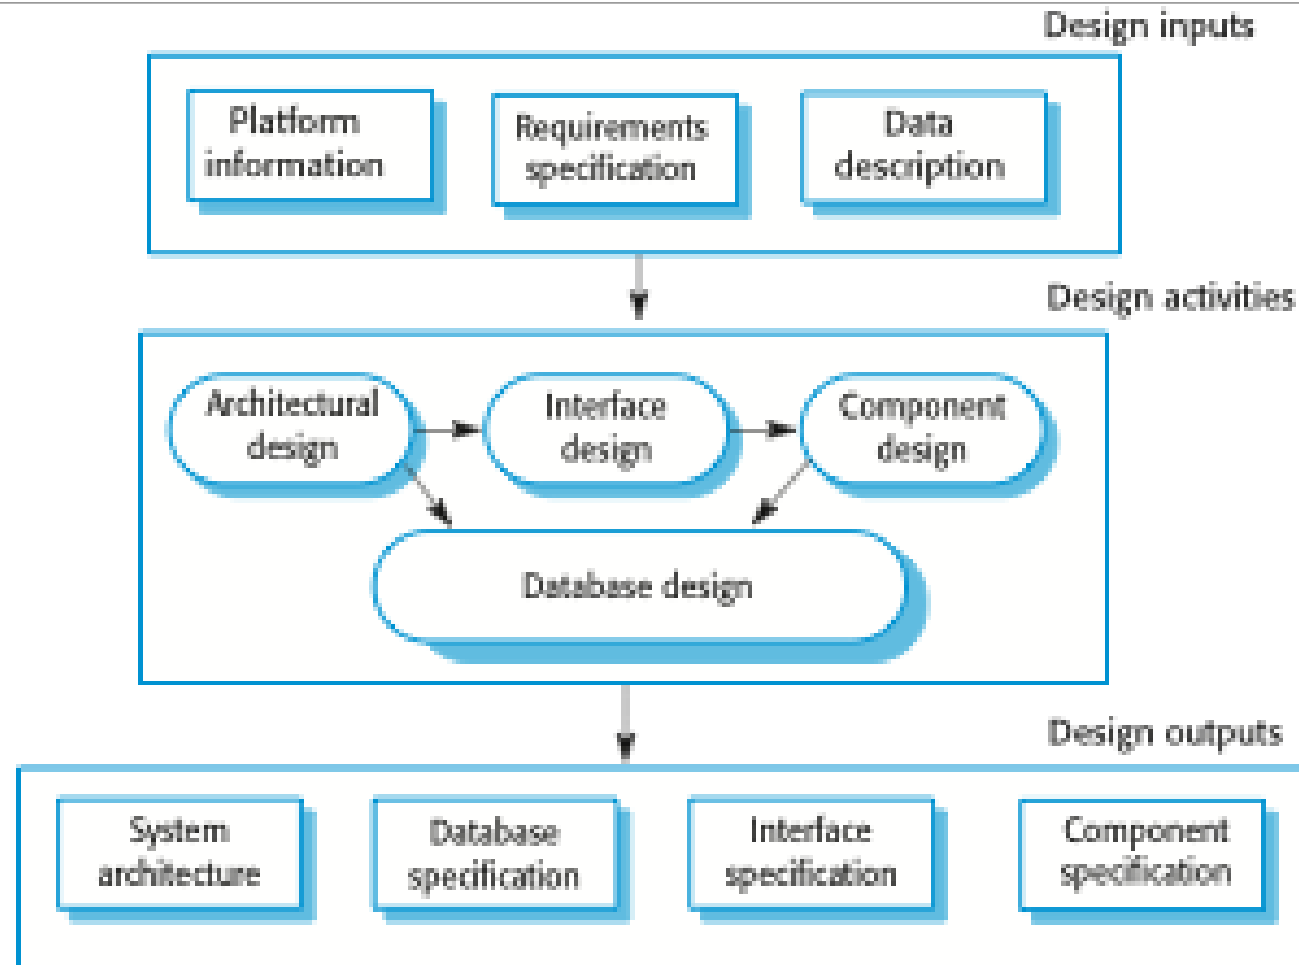 Design inputs
Platform
information
Requirements
specification
Data
description
Design activities
Architectural
design
Interface
design
Component
design
Database design
Design outputs
System
architecture
Database
specification
Interface
specification
Component
specification